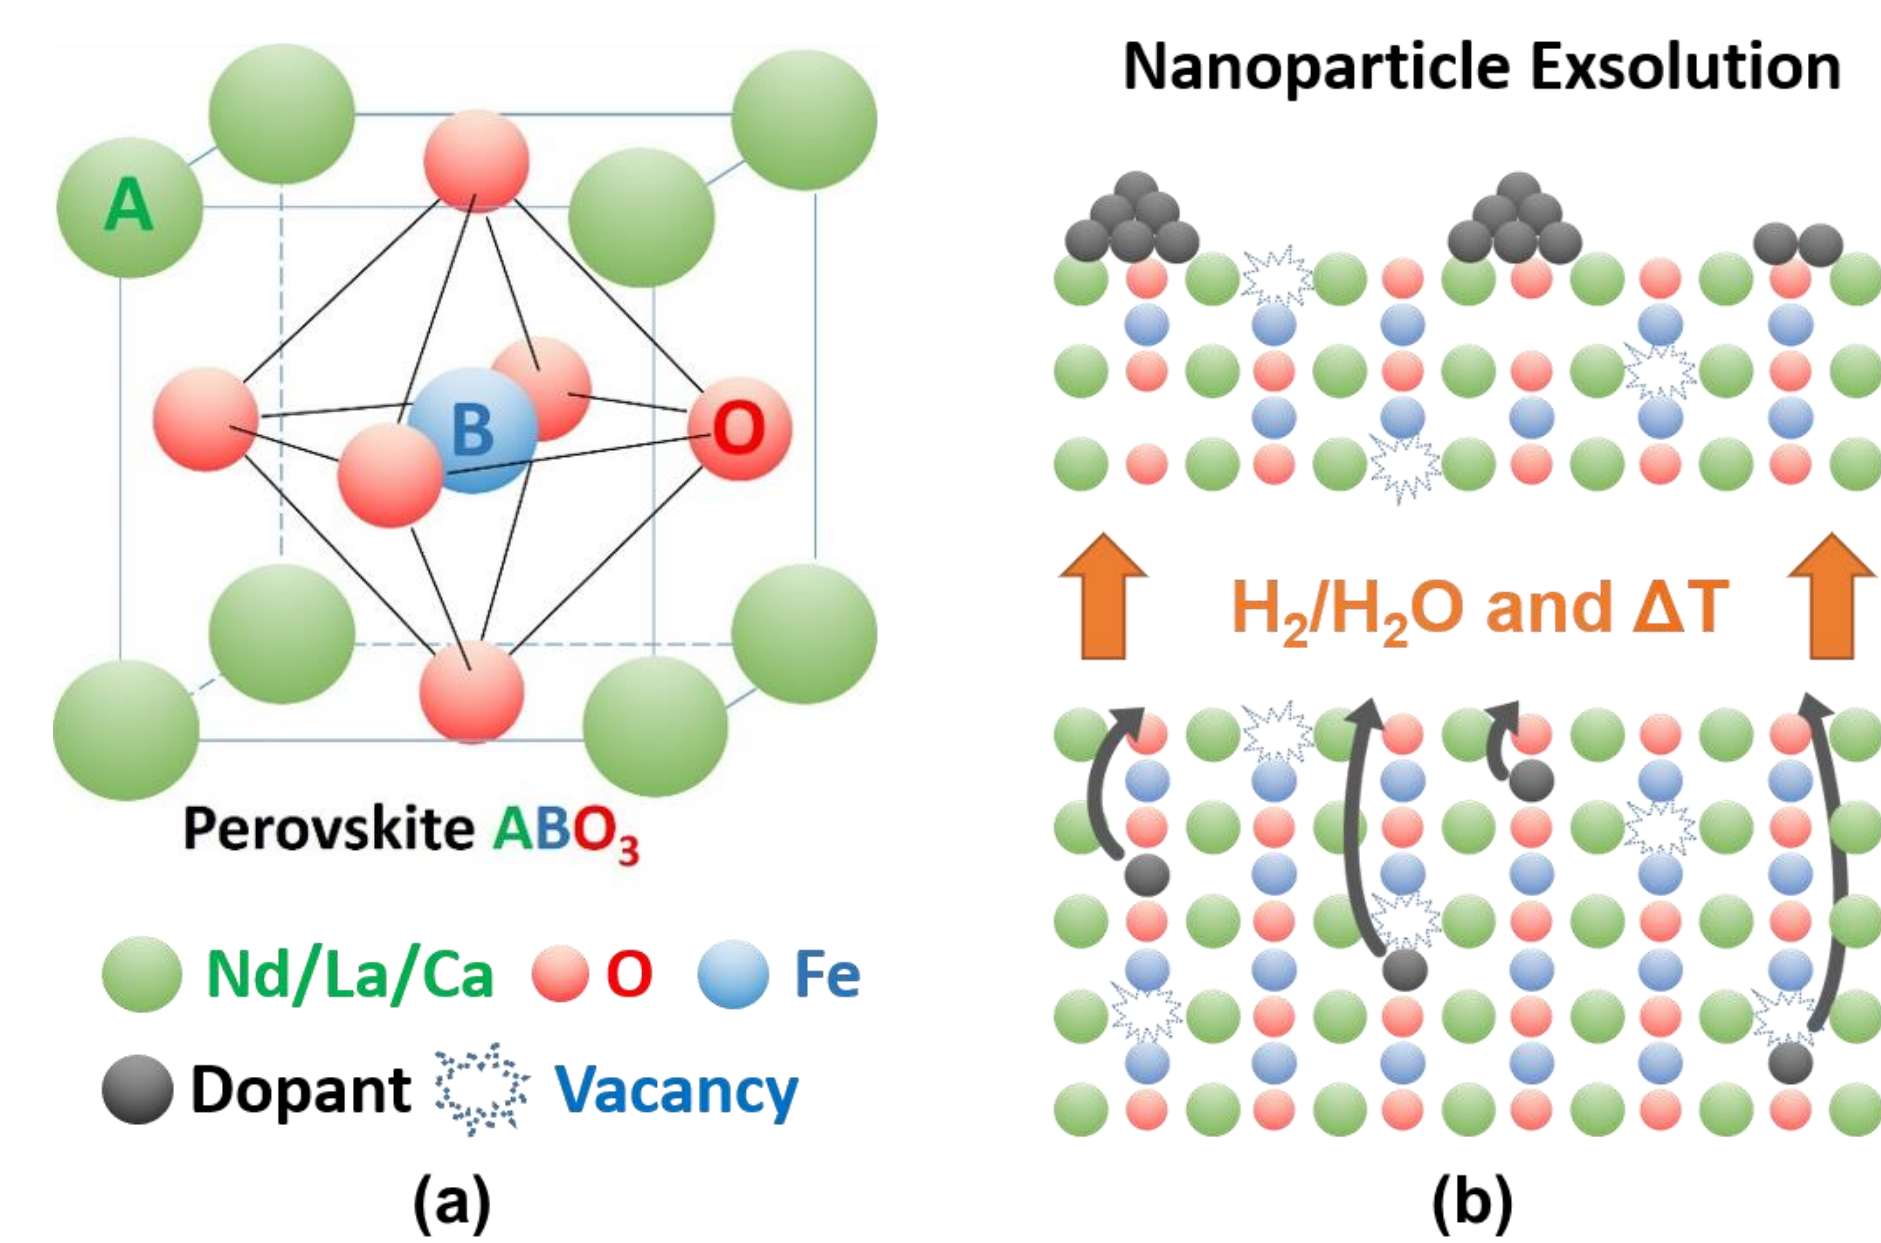 A
B
O
Perovskite ABO₃
Nd/La/Ca O Fe
Dopant Vacancy
(a)
Nanoparticle Exsolution
H₂/H₂O and ΔT
(b)